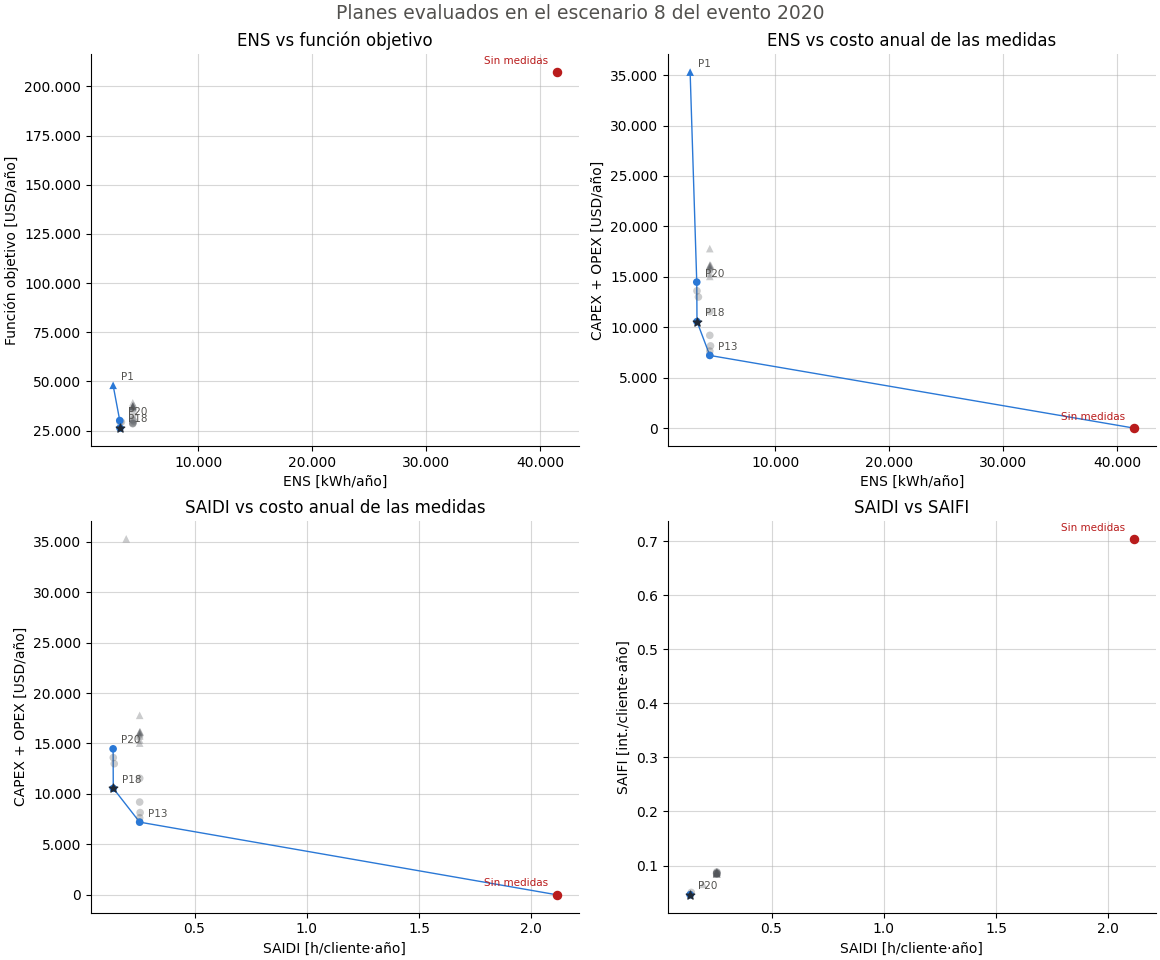 Planes evaluados en el escenario 8 del evento 2020
ENS vs función objetivo
Función objetivo [USD/año]
200.000
175.000
150.000
125.000
100.000
75.000
50.000
25.000
Sin medidas
P1
P20
P18
10.000
20.000
30.000
40.000
ENS [kWh/año]
ENS vs costo anual de las medidas
CAPEX + OPEX [USD/año]
35.000
30.000
25.000
20.000
15.000
10.000
5.000
0
P1
P20
P18
P13
Sin medidas
10.000
20.000
30.000
40.000
ENS [kWh/año]
SAIDI vs costo anual de las medidas
CAPEX + OPEX [USD/año]
35.000
30.000
25.000
20.000
15.000
10.000
5.000
0
P20
P18
P13
Sin medidas
0.5
1.0
1.5
2.0
SAIDI [h/cliente·año]
SAIDI vs SAIFI
SAIFI [int./cliente·año]
0.7
0.6
0.5
0.4
0.3
0.2
0.1
Sin medidas
P20
0.5
1.0
1.5
2.0
SAIDI [h/cliente·año]